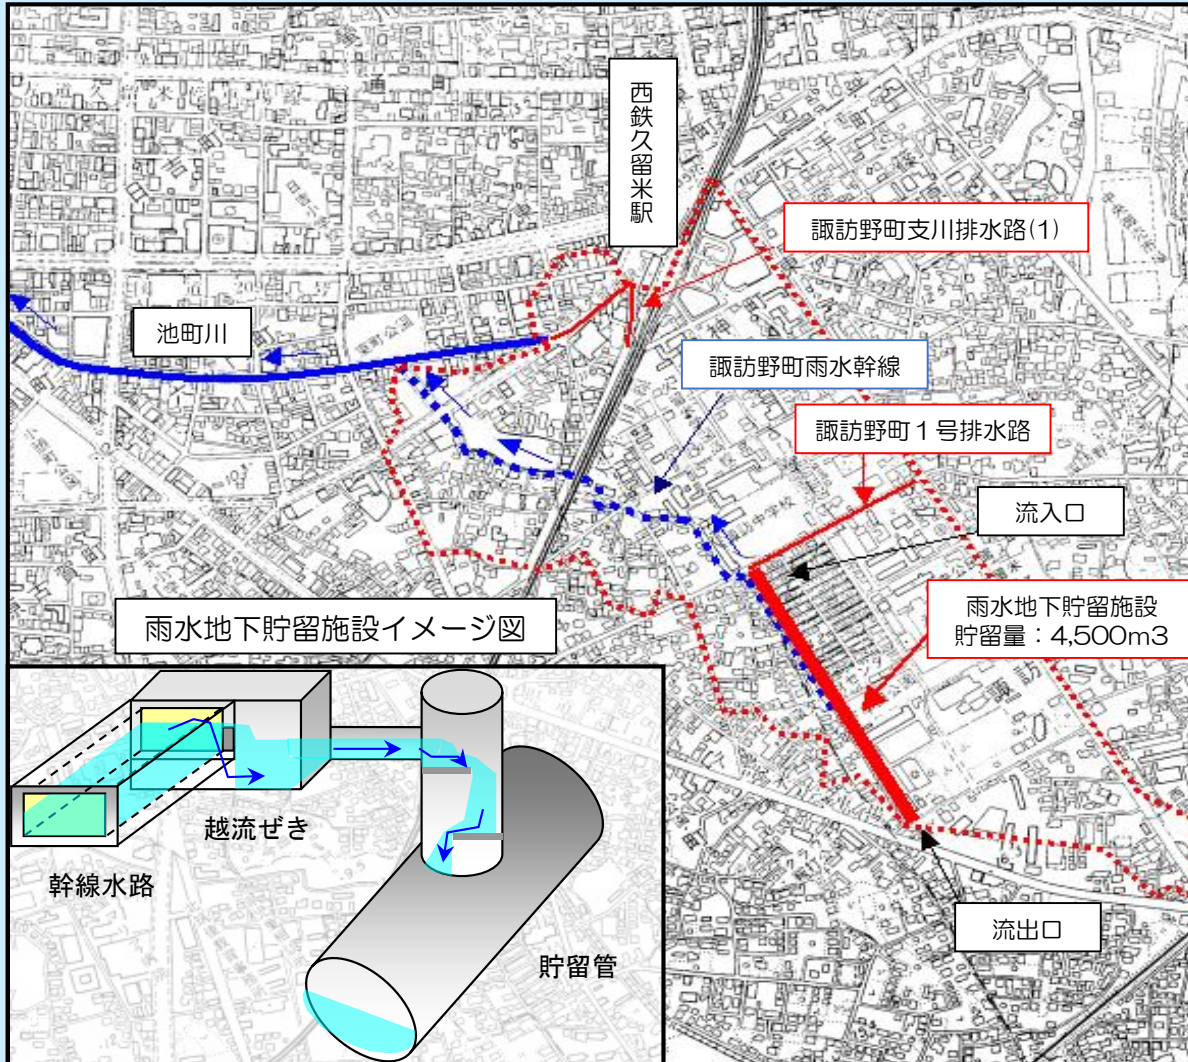 西鉄久留米駅
諏訪野町支川排水路(1)
池町川
諏訪野町雨水幹線
諏訪野町1号排水路
流入口
雨水地下貯留施設
貯留量：4,500m3
雨水地下貯留施設イメージ図
越流ぜき
幹線水路
貯留管
流出口